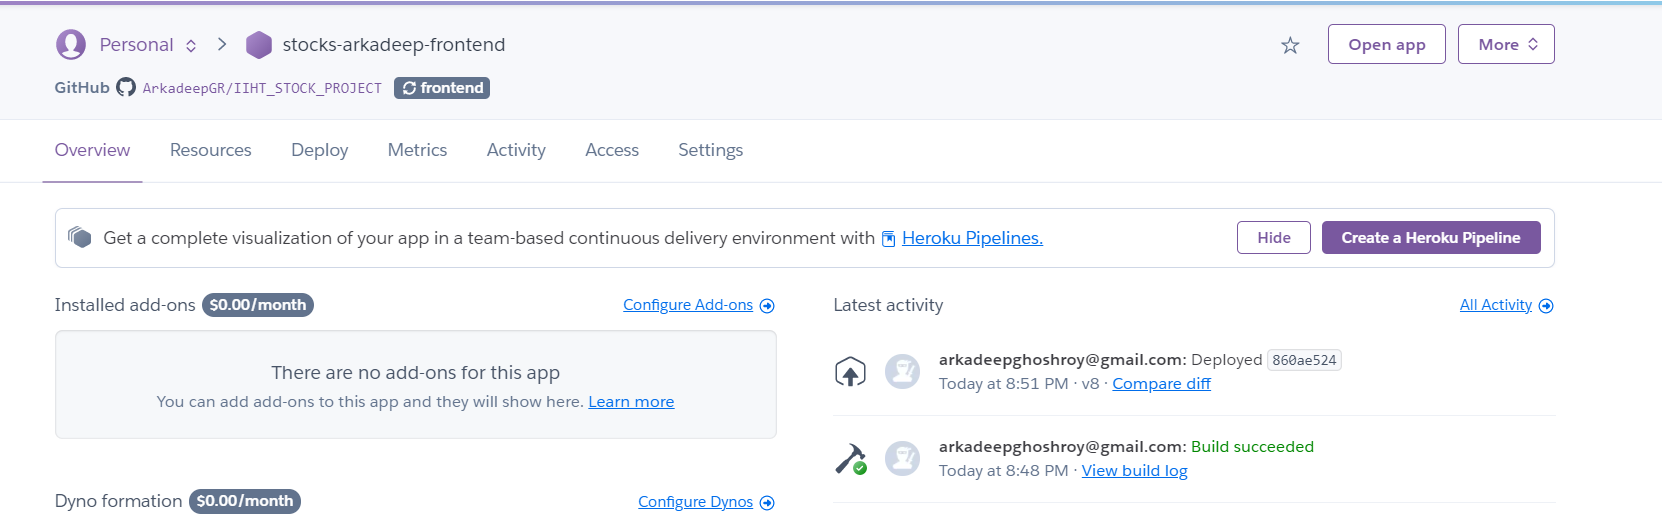 Personal
stocks-arkadeep-frontend
Open app
More
GitHub ArkadeepGR/IIHT_STOCK_PROJECT frontend
Overview Resources Deploy Metrics Activity Access Settings
Get a complete visualization of your app in a team-based continuous delivery environment with Heroku Pipelines.
Hide
Create a Heroku Pipeline
Installed add-ons $0.00/month
Configure Add-ons
There are no add-ons for this app
You can add add-ons to this app and they will show here. Learn more
Dyno formation $0.00/month
Configure Dynos
Latest activity
All Activity
arkadeepghoshroy@gmail.com: Deployed 860ae524
Today at 8:51 PM · v8 · Compare diff
arkadeepghoshroy@gmail.com: Build succeeded
Today at 8:48 PM · View build log